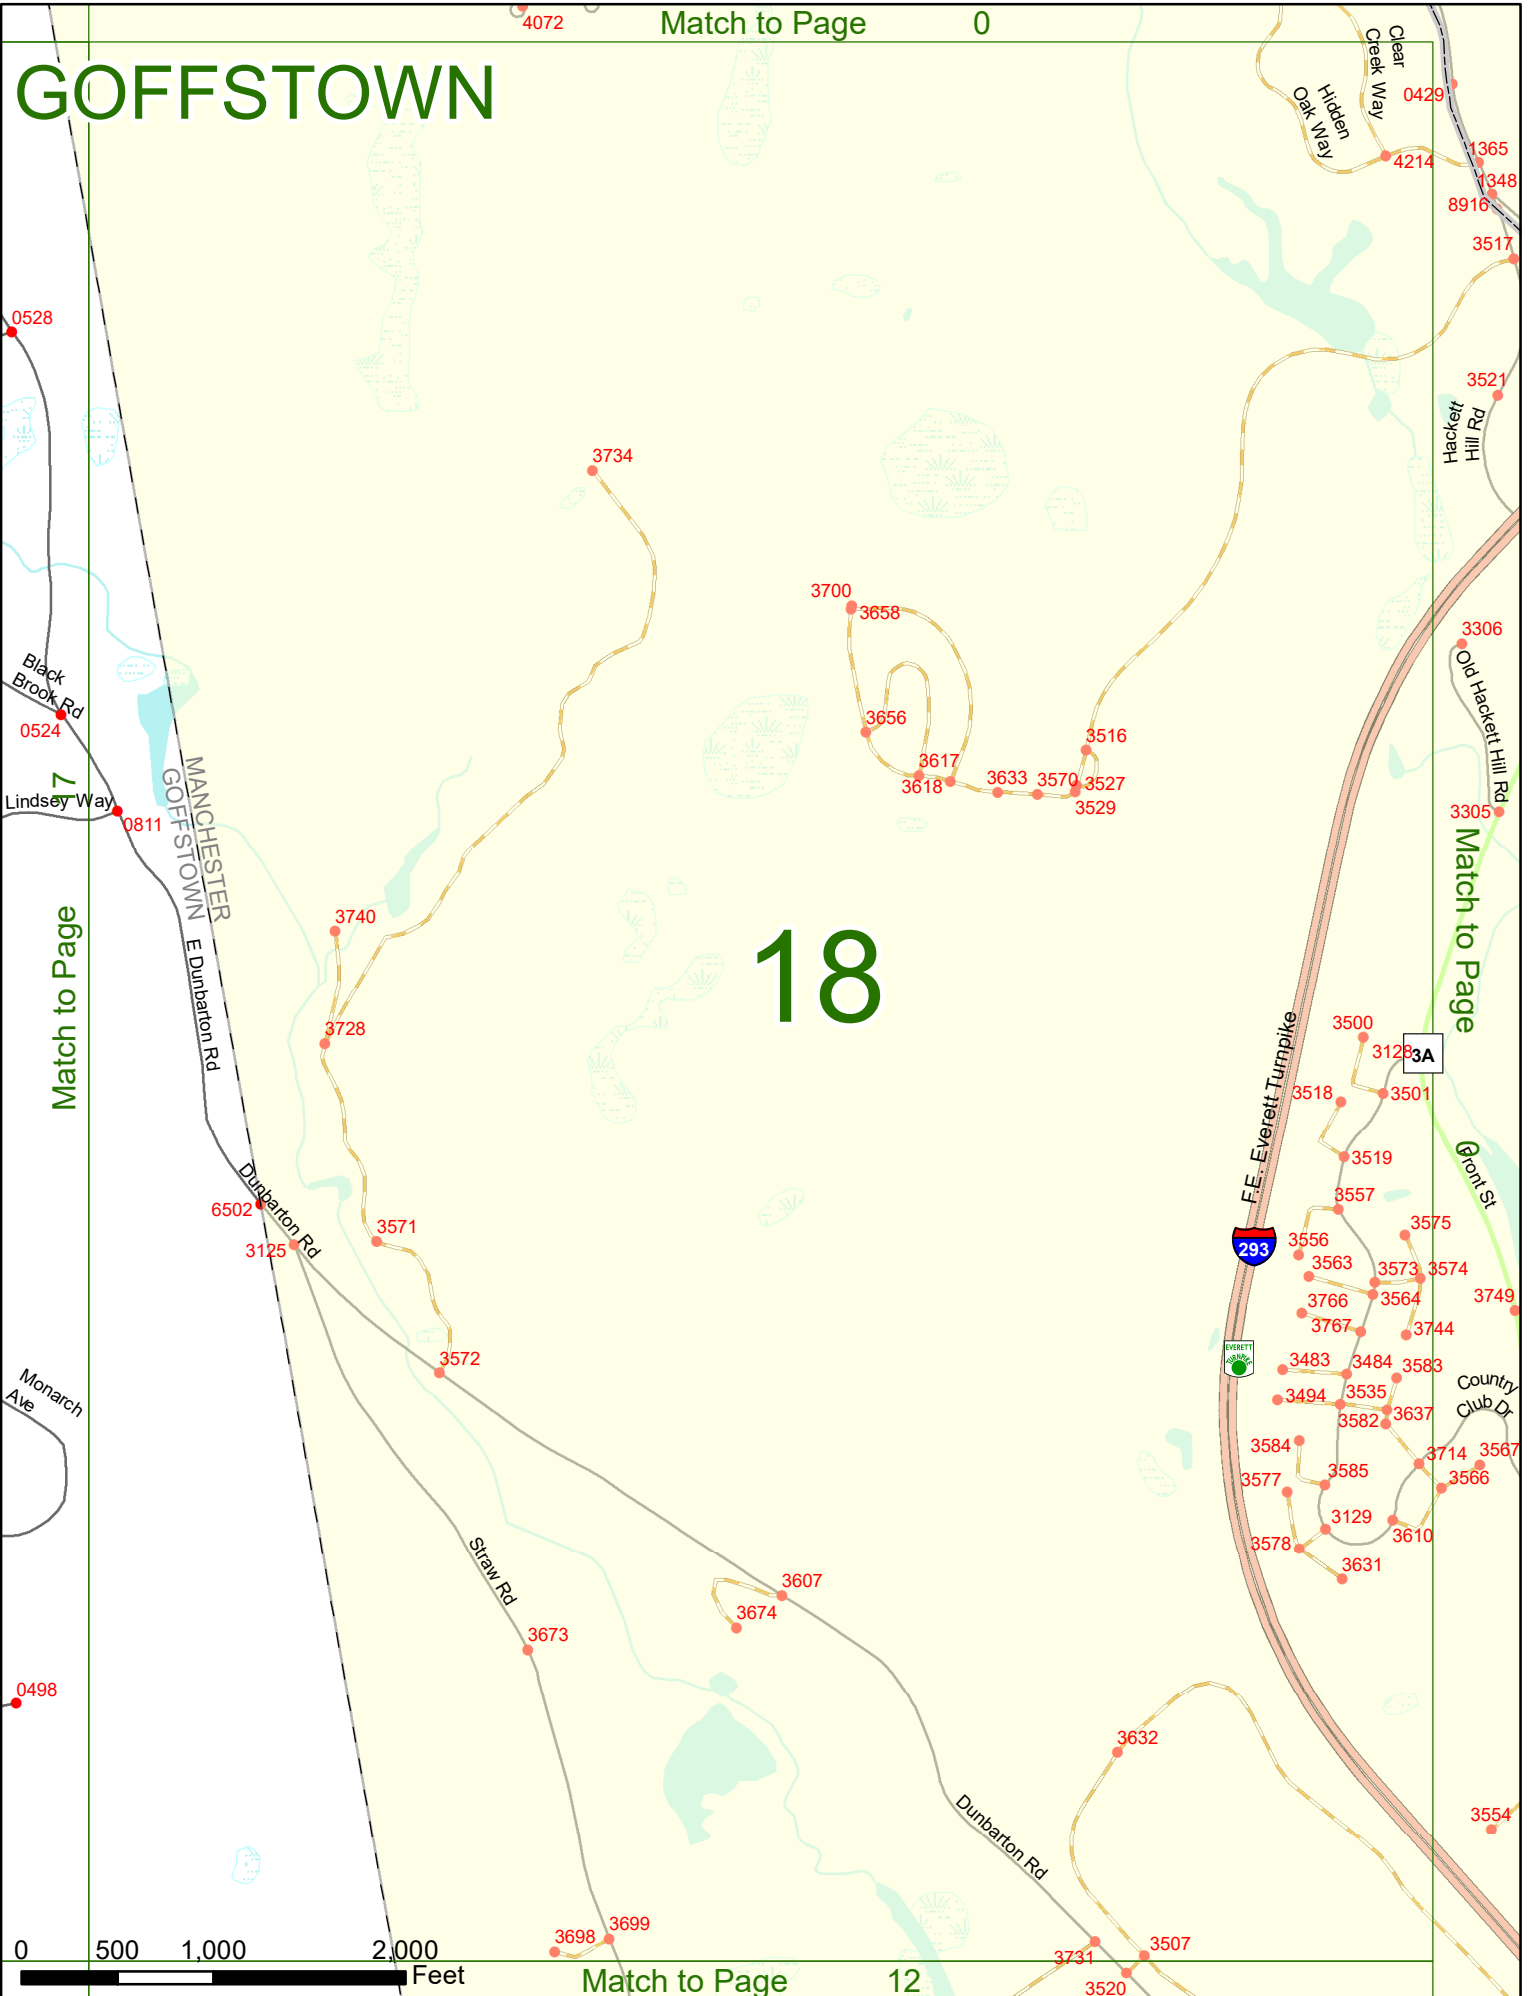 4072
Match to Page 0
GOFFSTOWN
Clear
Creek Way
Hidden
Oak Way
0429
4214
1365
1348
8916
3517
0528
3521
Hackett
Hill Rd
3734
3700
3658
3306
Old Hackett Hill Rd
Black
Brook Rd
0524
3656
3516
3617
3618
3633
3570
3527
3529
17
Lindsey Way
0811
MANCHESTER
GOFFSTOWN
3305
Match to Page
0
Match to Page
3740
E Dunbarton Rd
18
3728
F.E. Everett Turnpike
3500
3128
3A
3518
3501
3519
Front St
Dunbarton Rd
6502
3125
3571
3557
3556
293
3575
3563
3573
3574
3564
3766
3767
3744
3749
EVERETT
TURNPIKE
3572
3483
3484
3583
3494
3535
3582
3637
Country
Club Dr
Monarch
Ave
3584
3714
3567
3577
3585
3566
3129
3610
3578
3631
Straw Rd
3607
3674
3673
0498
3632
Dunbarton Rd
3554
3698
3699
3731
3507
3520
0 500 1,000 2,000
Feet
Match to Page 12